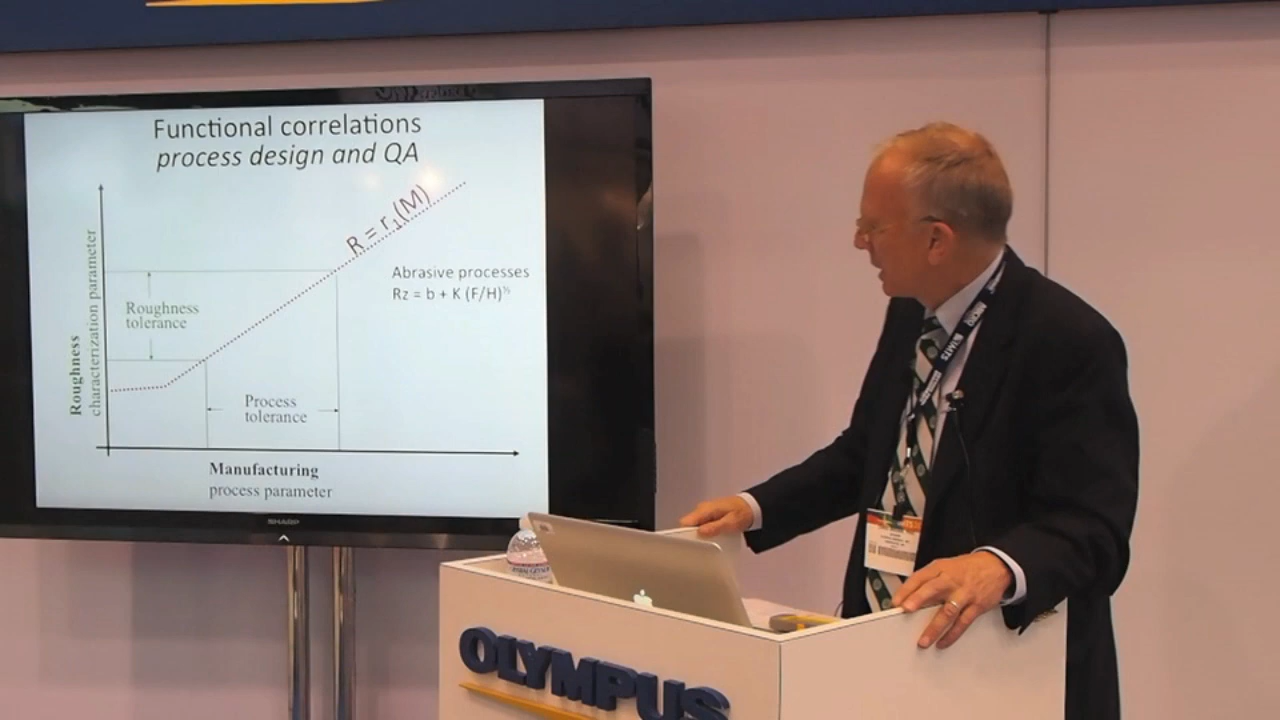 Functional correlations
process design and QA
R = r₁(M)
Abrasive processes
Rz = b + K (F/H)^½
Roughness
tolerance
Process
tolerance
Roughness
characterization parameter
Manufacturing
process parameter
SHARP
IMTS
OLYMPUS